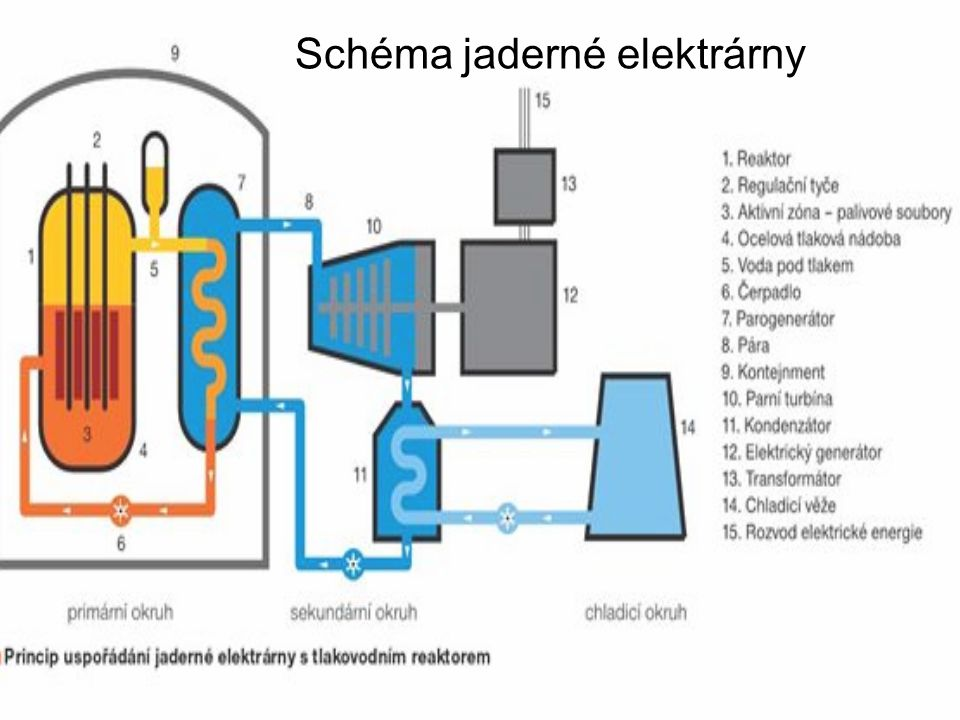 Schéma jaderné elektrárny
9
15
2
7
8
10
13
1
5
12
3
4
11
14
6
1. Reaktor
2. Regulační tyče
3. Aktivní zóna – palivové soubory
4. Ocelová tlaková nádoba
5. Voda pod tlakem
6. Čerpadlo
7. Parogenerátor
8. Pára
9. Kontejnment
10. Parní turbína
11. Kondenzátor
12. Elektrický generátor
13. Transformátor
14. Chladicí věže
15. Rozvod elektrické energie
primární okruh
sekundární okruh
chladicí okruh
Princip uspořádání jaderné elektrárny s tlakovodním reaktorem